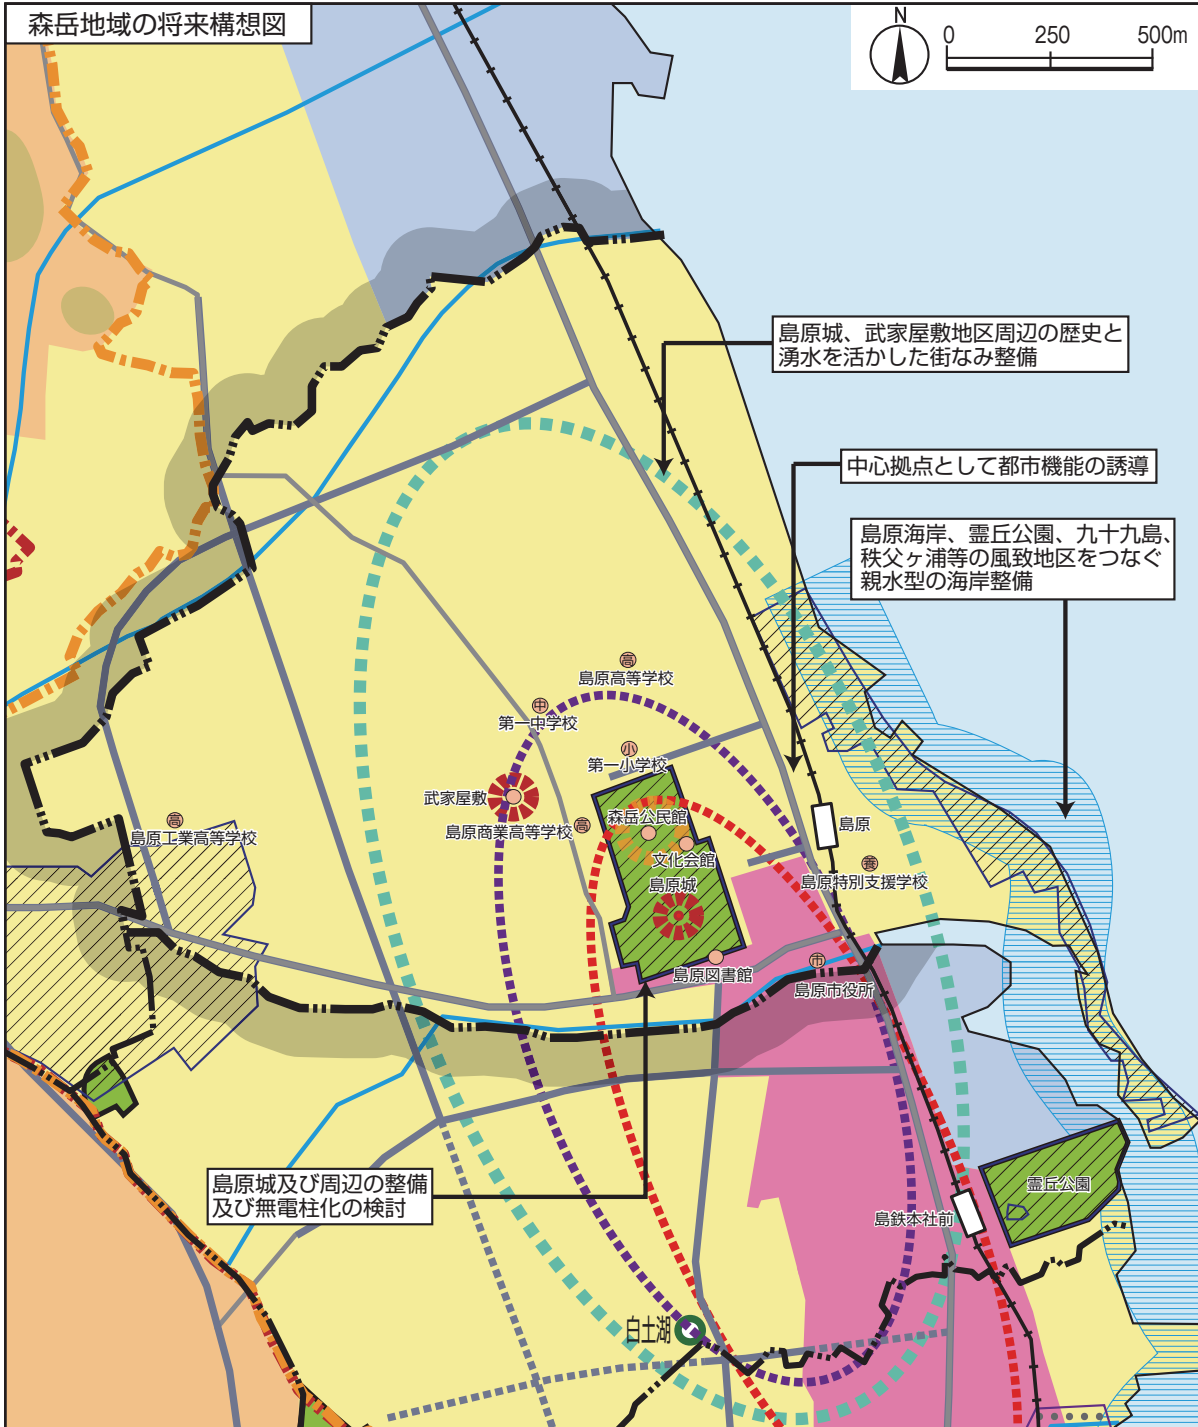 森岳地域の将来構想図
N
0 250 500m
島原城、武家屋敷地区周辺の歴史と
湧水を活かした街なみ整備
中心拠点として都市機能の誘導
島原海岸、霊丘公園、九十九島、
秩父ヶ浦等の風致地区をつなぐ
親水型の海岸整備
高
島原高等学校
中
第一中学校
小
第一小学校
武家屋敷
島原商業高等学校
高
森岳公民館
文化会館
島原城
島原
養
島原特別支援学校
高
島原工業高等学校
島原図書館
市
島原市役所
島原城及び周辺の整備
及び無電柱化の検討
霊丘公園
島鉄本社前
白土湖